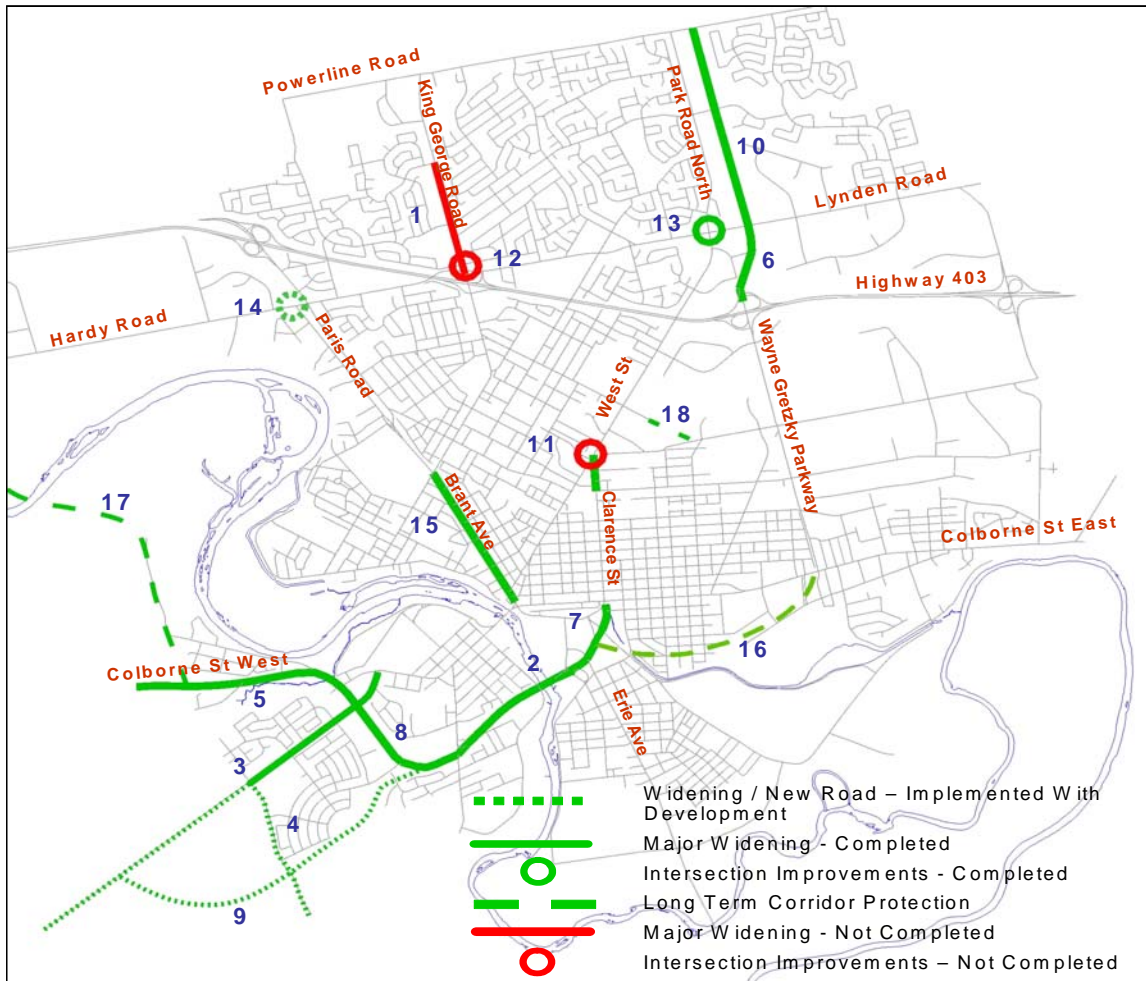 Powerline Road
King George Road
Park Road North
10
Lynden Road
1
13
12
6
Highway 403
14
Hardy Road
Paris Road
Wayne Gretzky Parkway
West St
18
11
17
Brant Ave
15
Clarence St
Colborne St East
7
16
2
Colborne St West
5
Erie Ave
8
3
4
9
Widening / New Road – Implemented With
Development
Major Widening - Completed
Intersection Improvements - Completed
Long Term Corridor Protection
Major Widening - Not Completed
Intersection Improvements – Not Completed